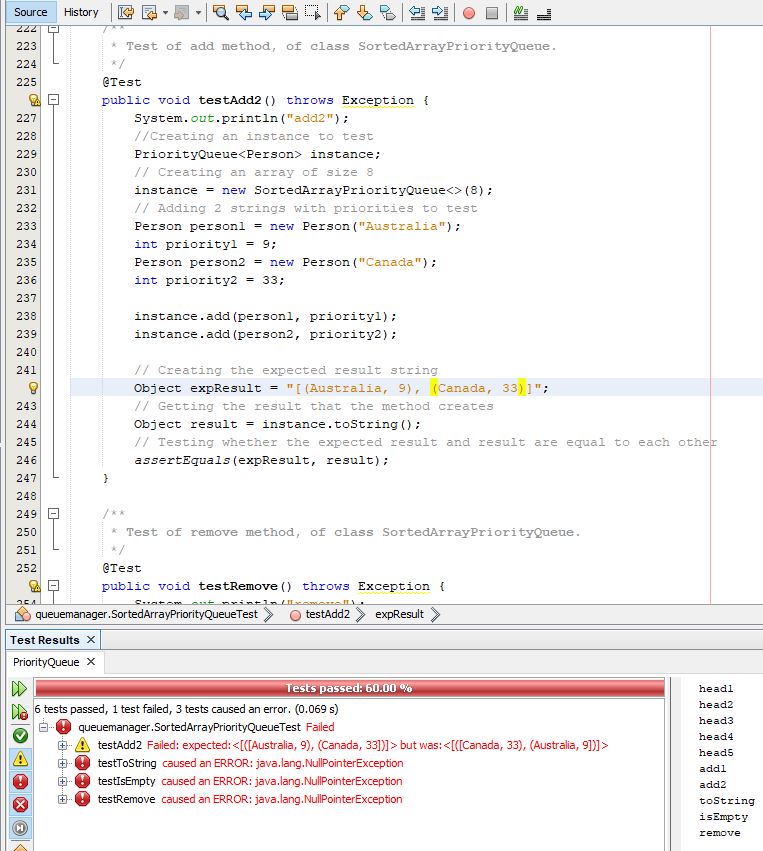 Source History
222 /**
223 * Test of add method, of class SortedArrayPriorityQueue.
224 */
225 @Test
public void testAdd2() throws Exception {
227 System.out.println("add2");
228 //Creating an instance to test
229 PriorityQueue<Person> instance;
230 // Creating an array of size 8
231 instance = new SortedArrayPriorityQueue<>(8);
232 // Adding 2 strings with priorities to test
233 Person person1 = new Person("Australia");
234 int priority1 = 9;
235 Person person2 = new Person("Canada");
236 int priority2 = 33;
237
238 instance.add(person1, priority1);
239 instance.add(person2, priority2);
240
241 // Creating the expected result string
Object expResult = "[(Australia, 9), (Canada, 33)]";
243 // Getting the result that the method creates
244 Object result = instance.toString();
245 // Testing whether the expected result and result are equal to each other
246 assertEquals(expResult, result);
247 }
248
249 /**
250 * Test of remove method, of class SortedArrayPriorityQueue.
251 */
252 @Test
public void testRemove() throws Exception {
254 System.out.println("remove");
queuemanager.SortedArrayPriorityQueueTest testAdd2 expResult
Test Results
PriorityQueue
Tests passed: 60.00 %
6 tests passed, 1 test failed, 3 tests caused an error. (0.069 s)
queuemanager.SortedArrayPriorityQueueTest Failed
testAdd2 Failed: expected:<[([Australia, 9), (Canada, 33])]> but was:<[([Canada, 33), (Australia, 9])]>
testToString caused an ERROR: java.lang.NullPointerException
testIsEmpty caused an ERROR: java.lang.NullPointerException
testRemove caused an ERROR: java.lang.NullPointerException
head1
head2
head3
head4
head5
add1
add2
toString
isEmpty
remove